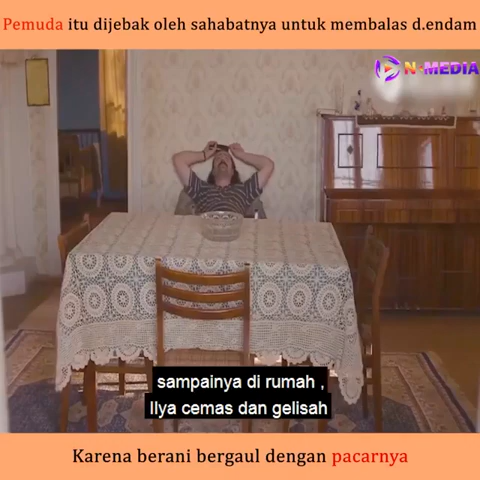 Pemuda itu dijebak oleh sahabatnya untuk membalas d.endam
N-MEDIA
sampainya di rumah ,
Ilya cemas dan gelisah
Karena berani bergaul dengan pacarnya